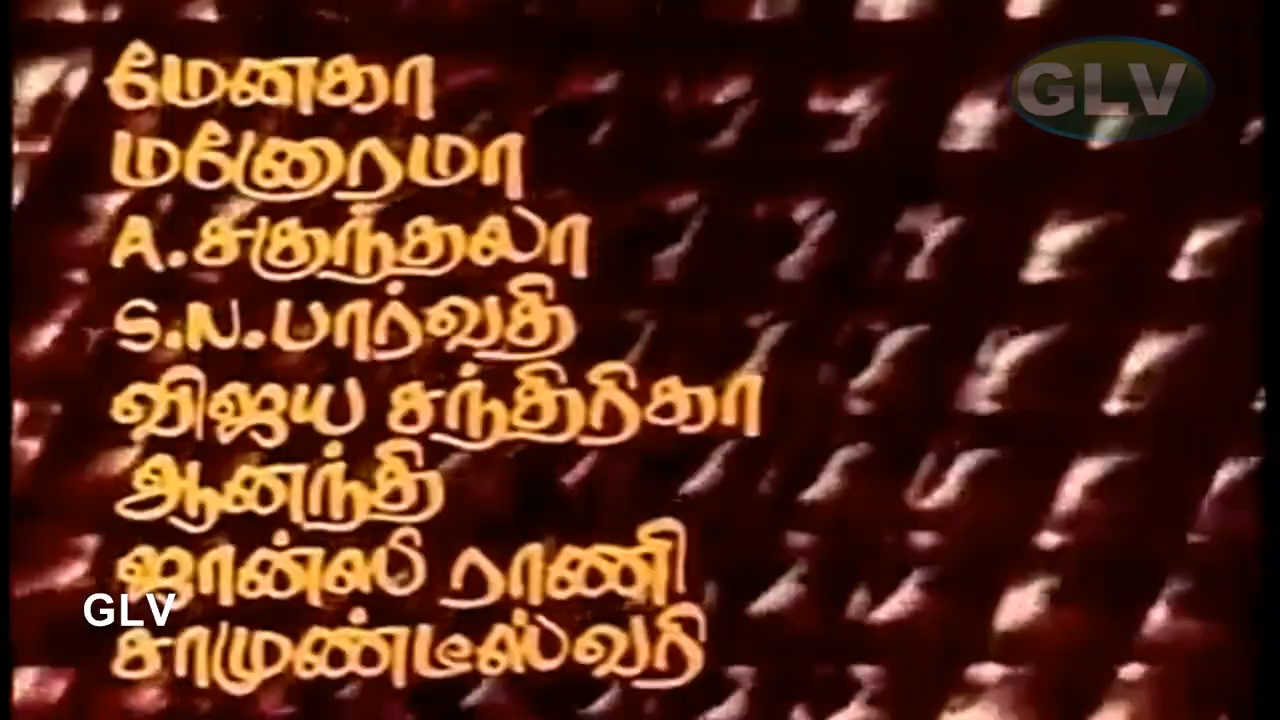 GLV
மேனகா
மனோரமா
A.சகுந்தலா
S.N.பார்வதி
விஜய சந்திரிகா
ஆனந்தி
ஜான்ஸி ராணி
GLV
சாமுண்டீஸ்வரி